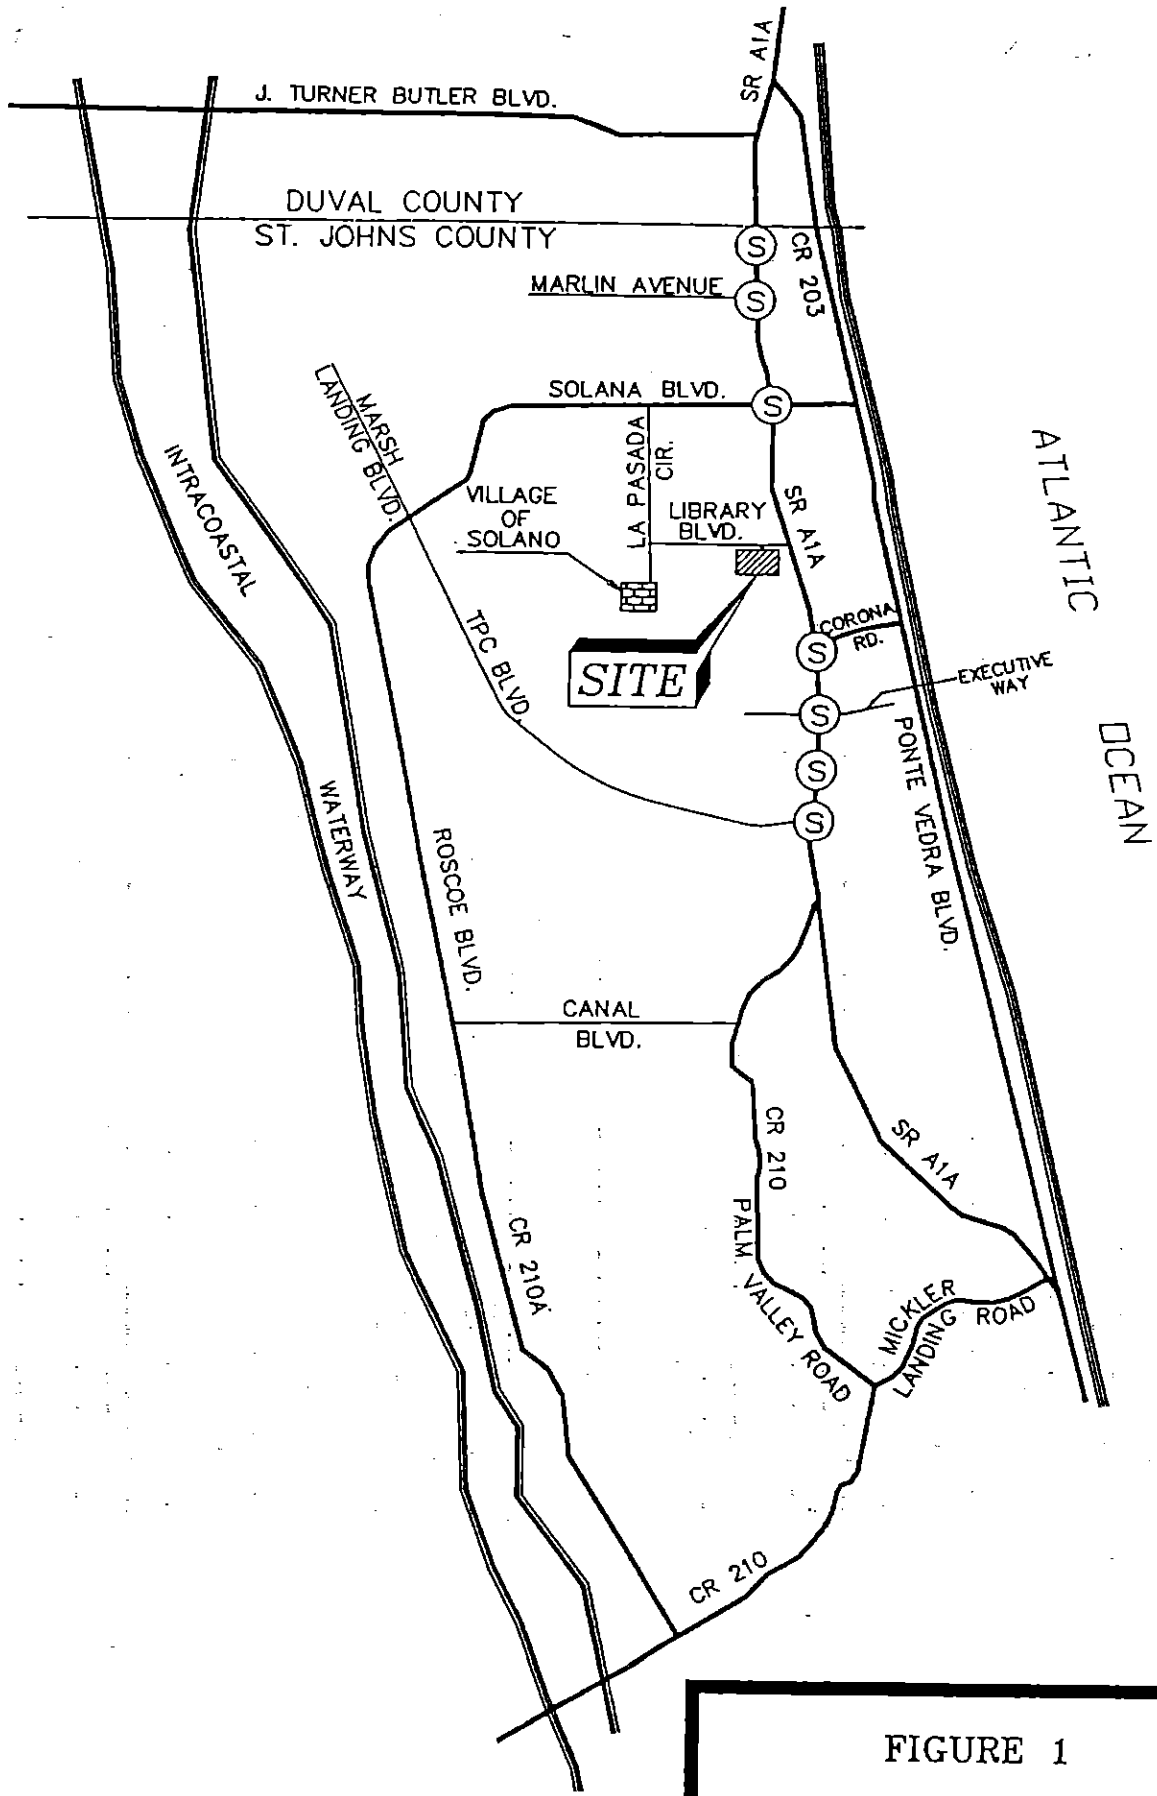 SR A1A
J. TURNER BUTLER BLVD.
DUVAL COUNTY
ST. JOHNS COUNTY
S
CR 203
MARLIN AVENUE
S
SOLANA BLVD.
S
MARSH
LANDING BLVD.
LA PASADA
CIR.
ATLANTIC
OCEAN
INTRACOASTAL
WATERWAY
VILLAGE
OF
SOLANO
LIBRARY
BLVD.
SR A1A
SITE
CORONA
RD.
S
EXECUTIVE
WAY
S
TPC BLVD.
S
S
PONTE VEDRA BLVD.
ROSCOE BLVD.
CANAL
BLVD.
CR 210
PALM VALLEY ROAD
SR A1A
CR 210A
MICKLER
LANDING ROAD
CR 210
FIGURE 1